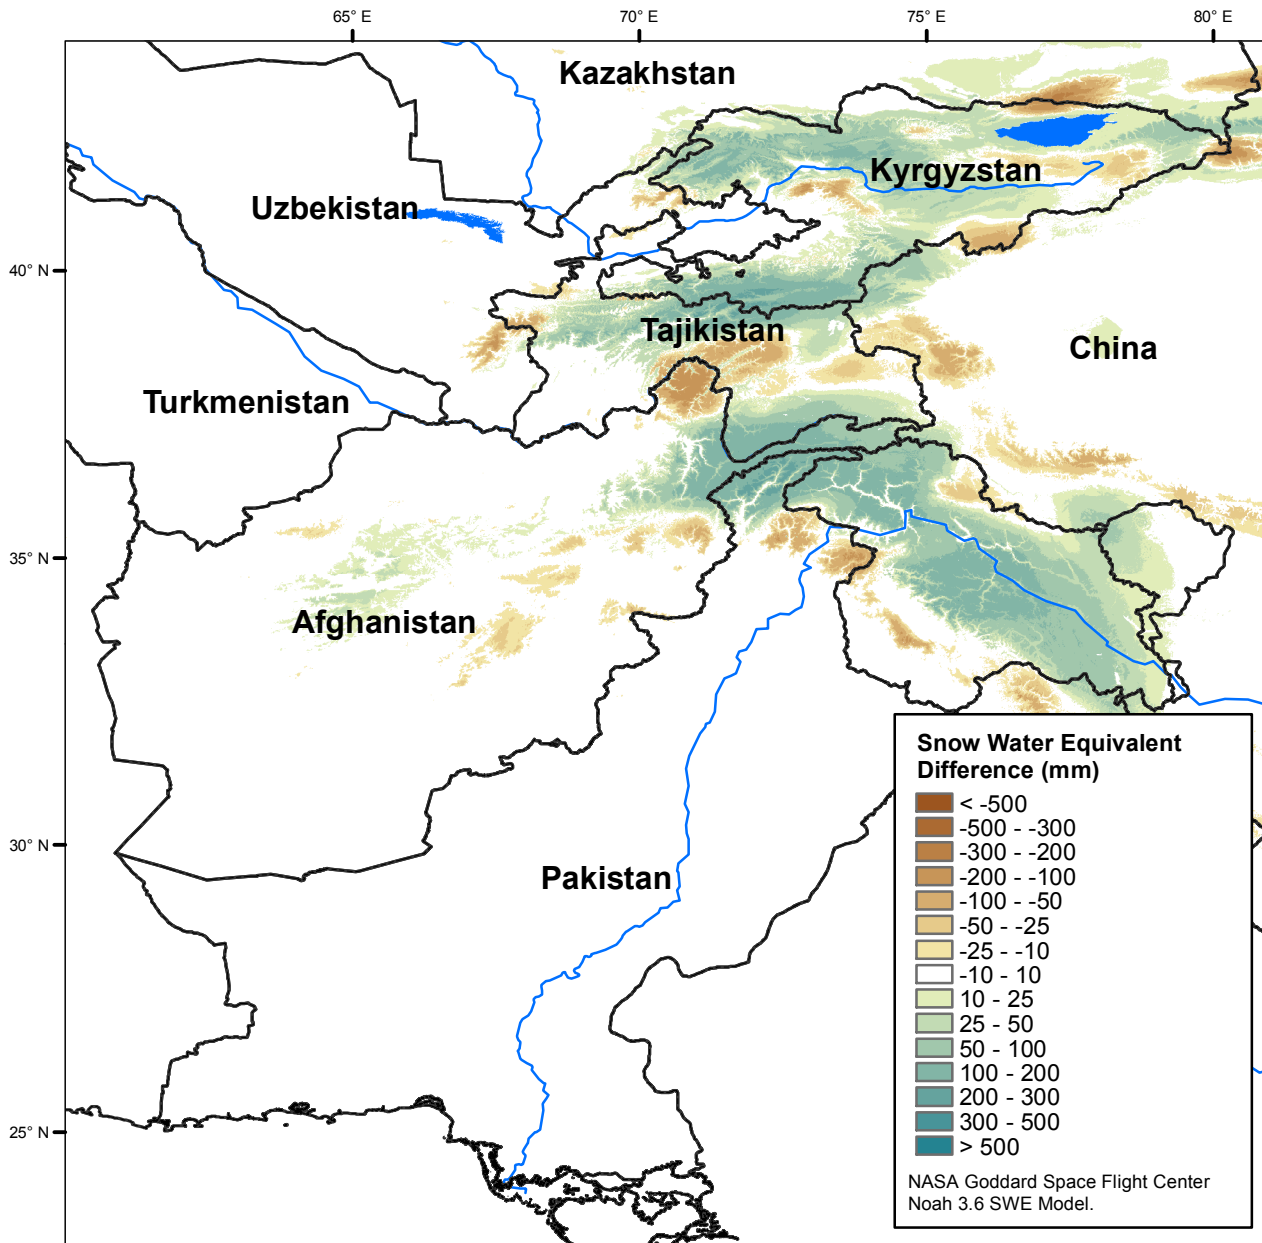 65° E
70° E
75° E
80° E
Kazakhstan
Kyrgyzstan
Uzbekistan
40° N
Tajikistan
China
Turkmenistan
35° N
Afghanistan
Snow Water Equivalent
Difference (mm)
< -500
-500 - -300
-300 - -200
-200 - -100
-100 - -50
-50 - -25
-25 - -10
-10 - 10
10 - 25
25 - 50
50 - 100
100 - 200
200 - 300
300 - 500
> 500
NASA Goddard Space Flight Center
Noah 3.6 SWE Model.
30° N
Pakistan
25° N